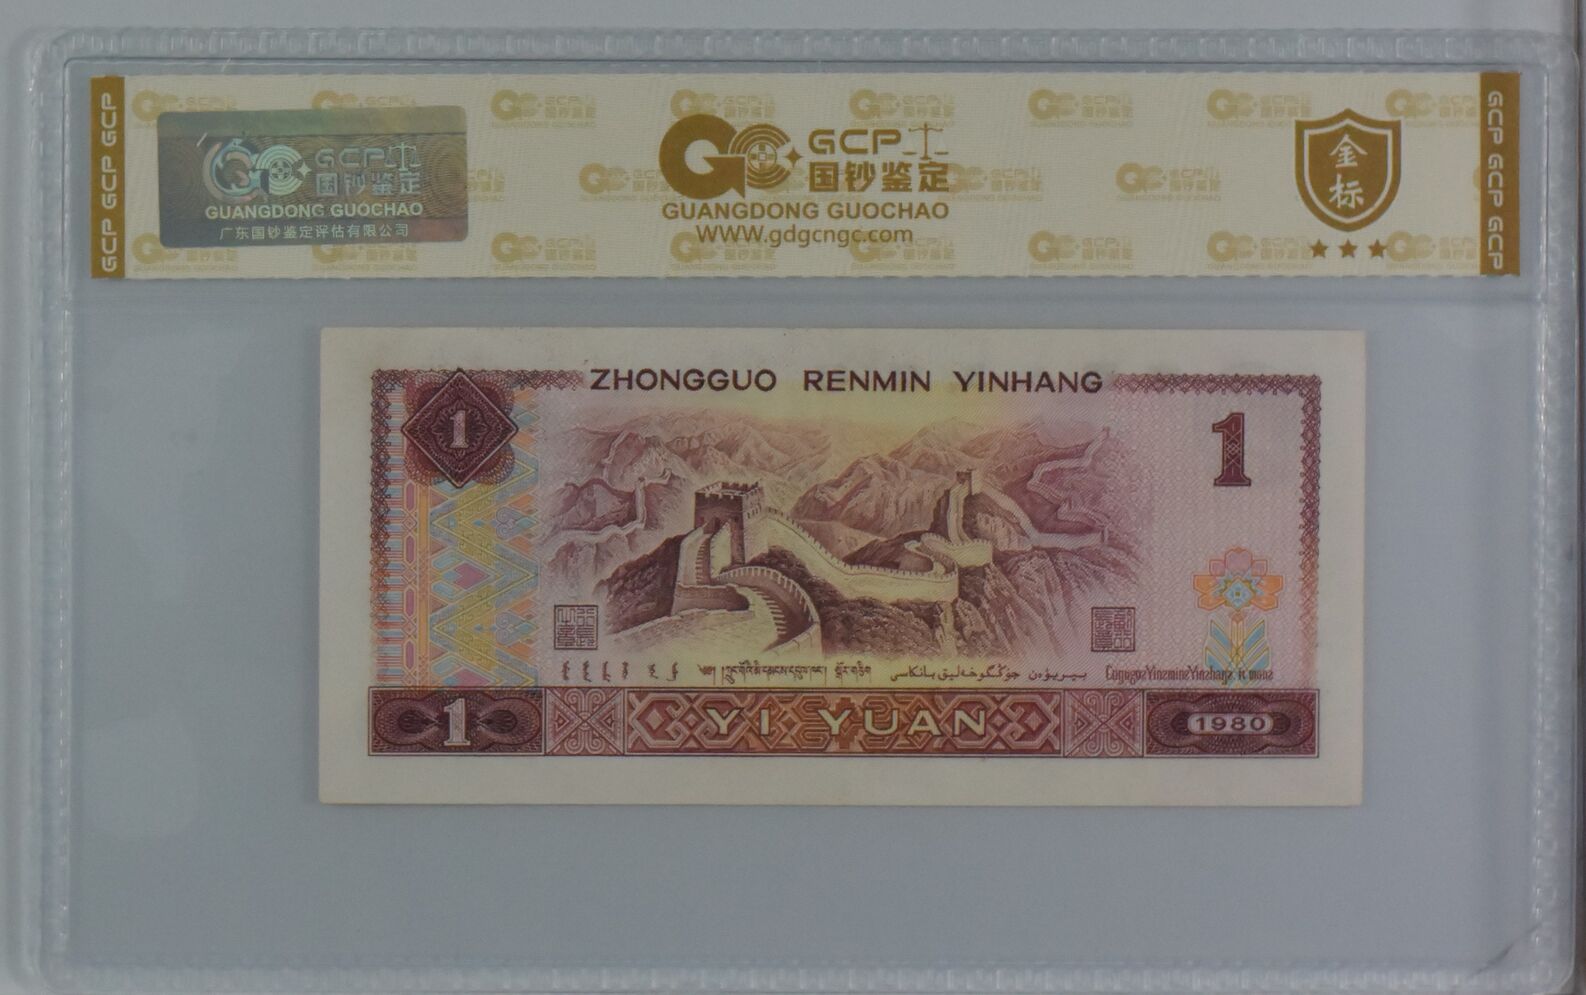 GCP GCP GCP
GCP
国钞鉴定
GUANGDONG GUOCHAO
广东国钞鉴定评估有限公司
GCP
国钞鉴定
GUANGDONG GUOCHAO
www.gdgcngc.com
金
标
GCP GCP GCP
ZHONGGUO RENMIN YINHANG
1
1
1 YI YUAN 1980